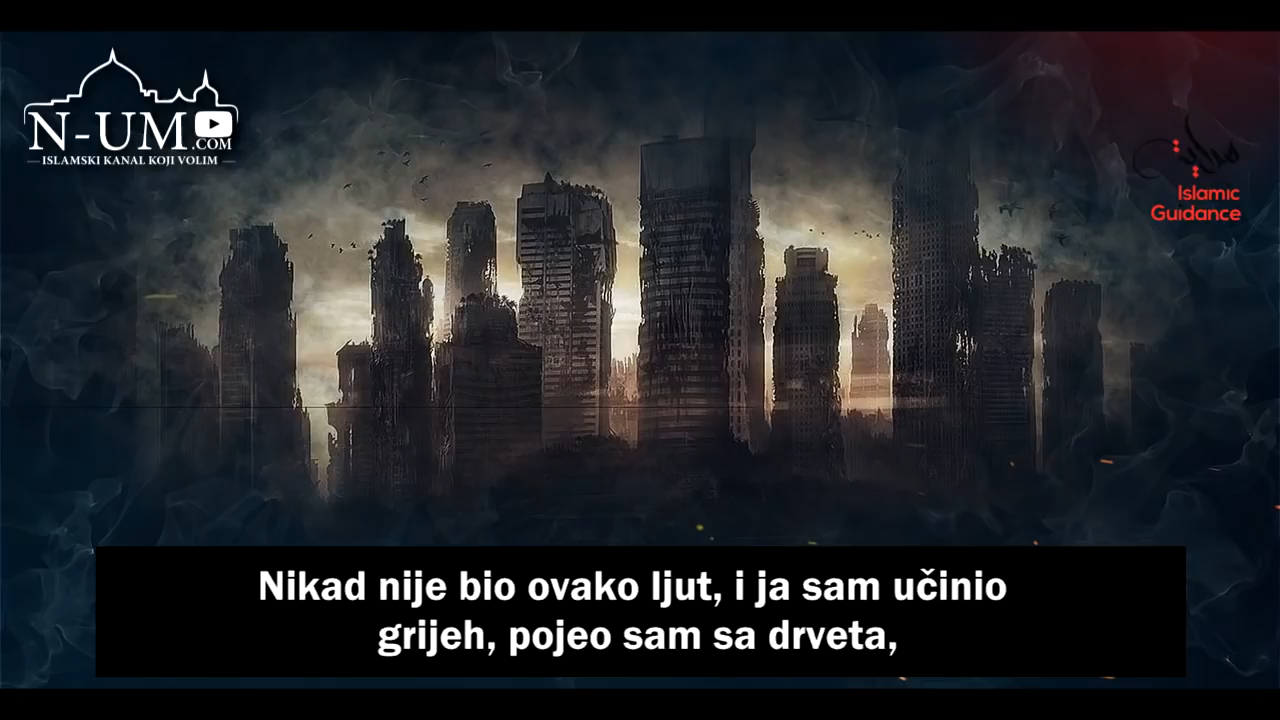 N-UM.COM
ISLAMSKI KANAL KOJI VOLIM
هداية
Islamic
Guidance
Nikad nije bio ovako ljut, i ja sam učinio
grijeh, pojeo sam sa drveta,